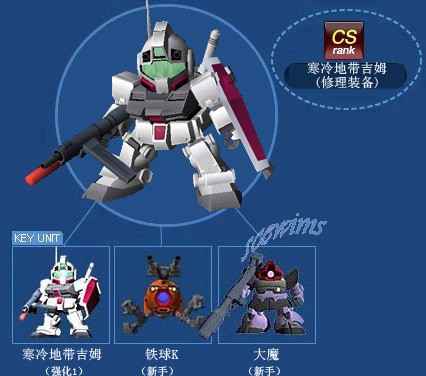 CS
rank
寒冷地带吉姆
（修理装备）
scowims
KEY UNIT
寒冷地带吉姆
（强化1）
铁球K
（新手）
大魔
（新手）